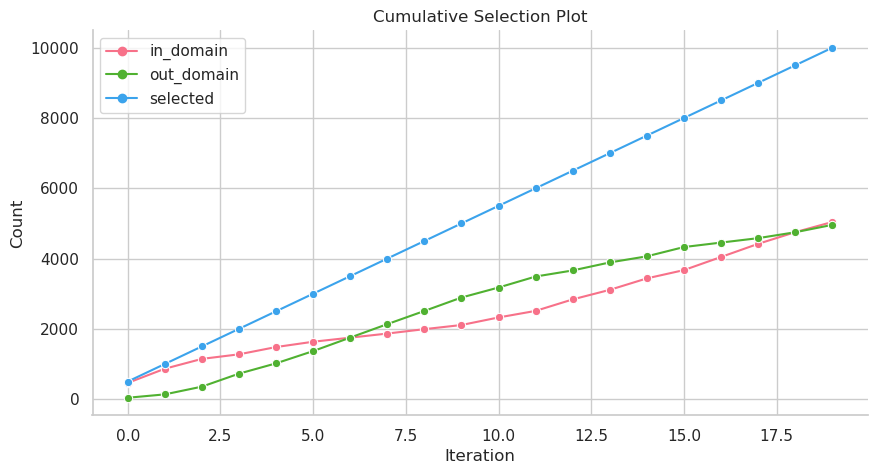 Cumulative Selection Plot
in_domain
out_domain
selected
10000
8000
6000
4000
2000
0
Count
0.0 2.5 5.0 7.5 10.0 12.5 15.0 17.5
Iteration